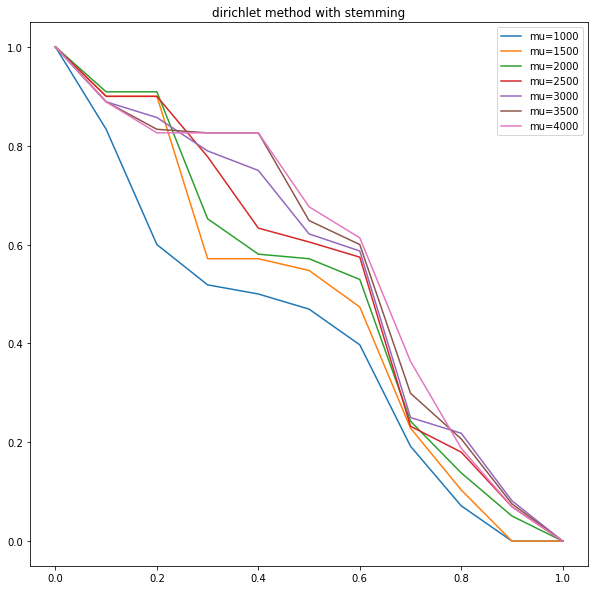 dirichlet method with stemming
mu=1000
mu=1500
mu=2000
mu=2500
mu=3000
mu=3500
mu=4000
1.0
0.8
0.6
0.4
0.2
0.0
0.0 0.2 0.4 0.6 0.8 1.0